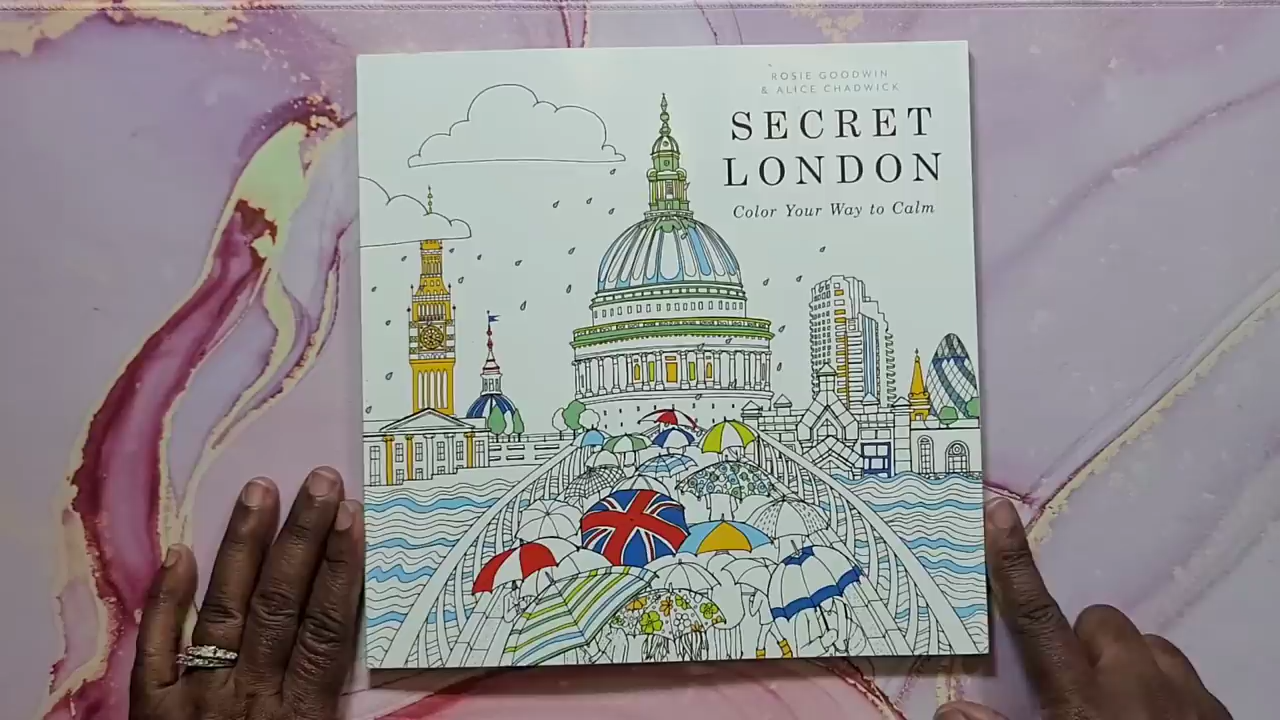 ROSIE GOODWIN
& ALICE CHADWICK
SECRET
LONDON
Color Your Way to Calm